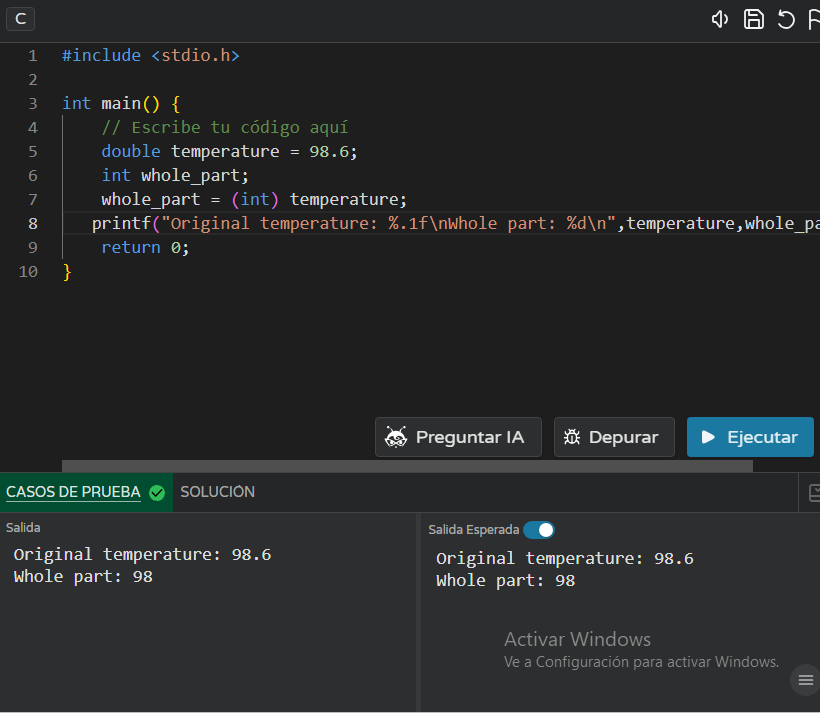 C
1 #include <stdio.h>
2
3 int main() {
4 // Escribe tu código aquí
5 double temperature = 98.6;
6 int whole_part;
7 whole_part = (int) temperature;
8 printf("Original temperature: %.1f\nWhole part: %d\n",temperature,whole_pa
9 return 0;
10 }
Preguntar IA Depurar Ejecutar
CASOS DE PRUEBA SOLUCIÓN
Salida
Original temperature: 98.6
Whole part: 98
Salida Esperada
Original temperature: 98.6
Whole part: 98
Activar Windows
Ve a Configuración para activar Windows.